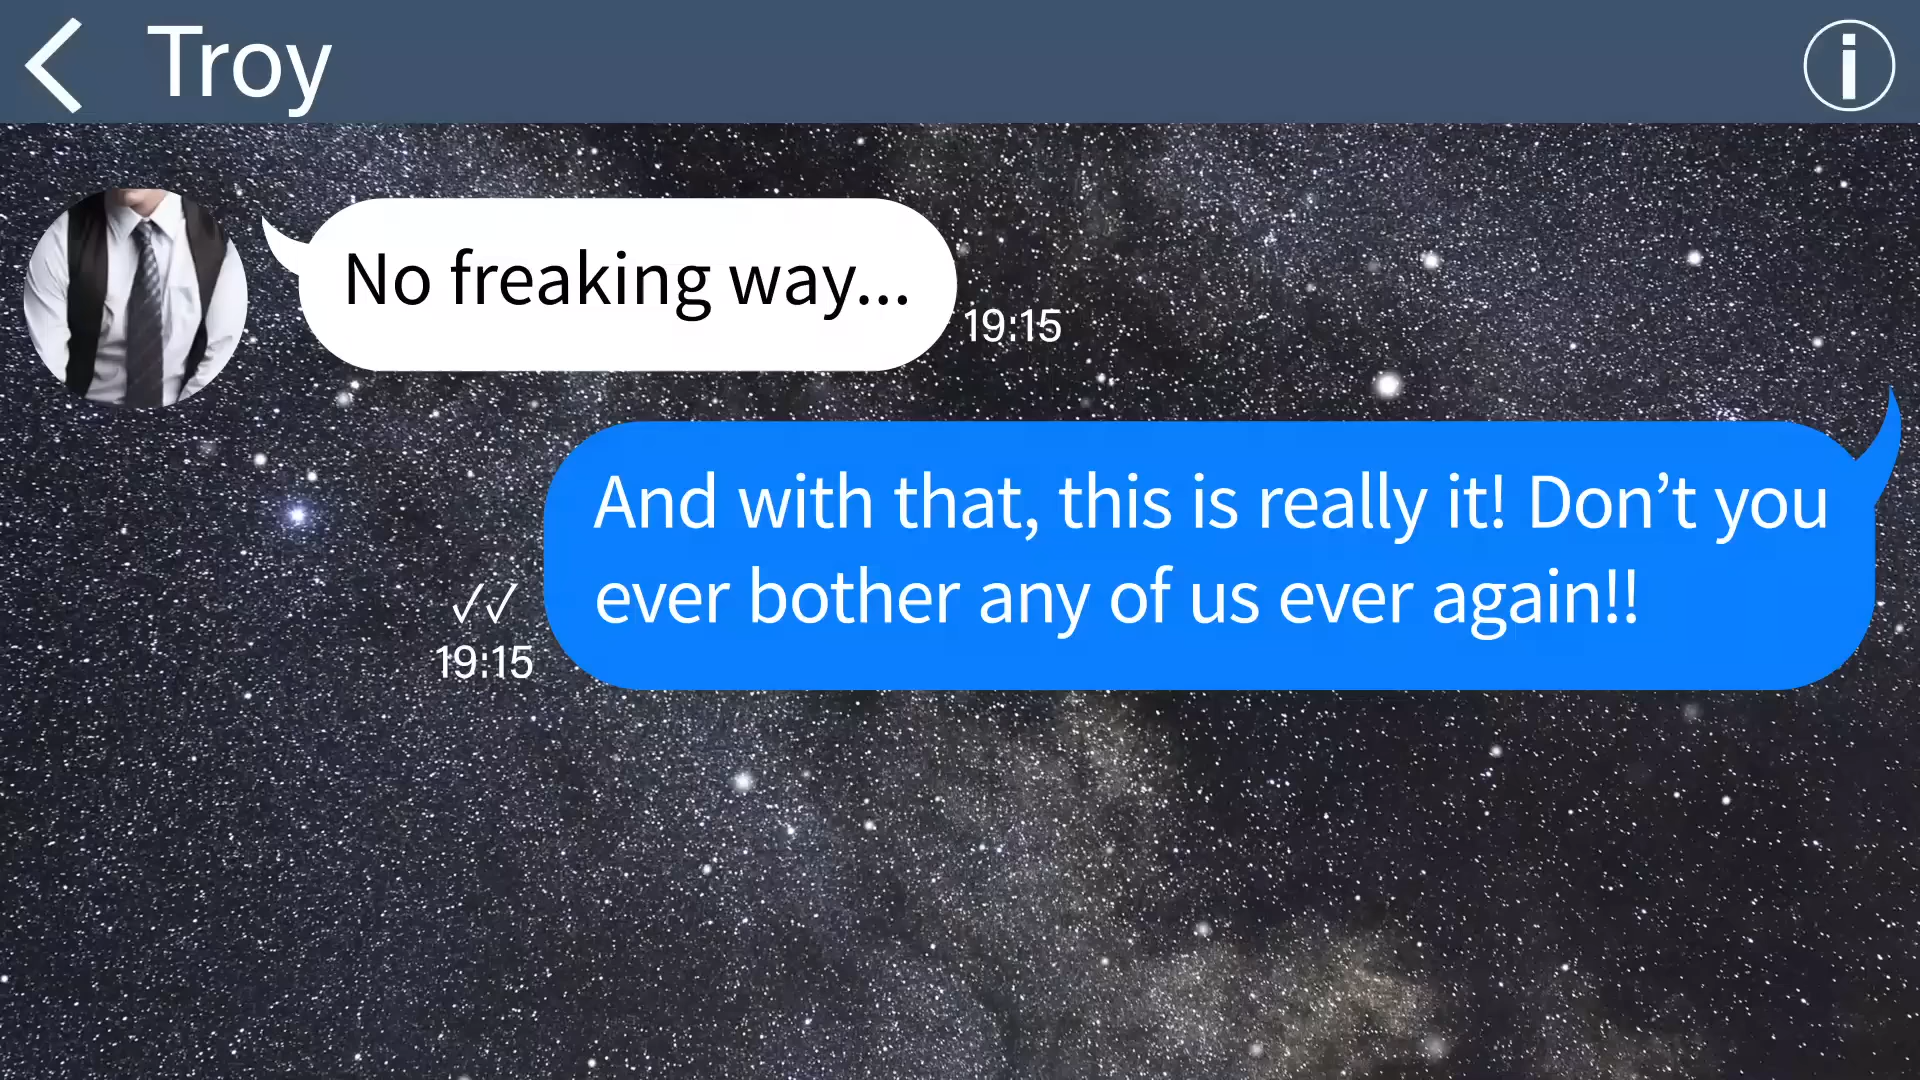 Troy
No freaking way...
19:15
And with that, this is really it! Don’t you
ever bother any of us ever again!!
19:15